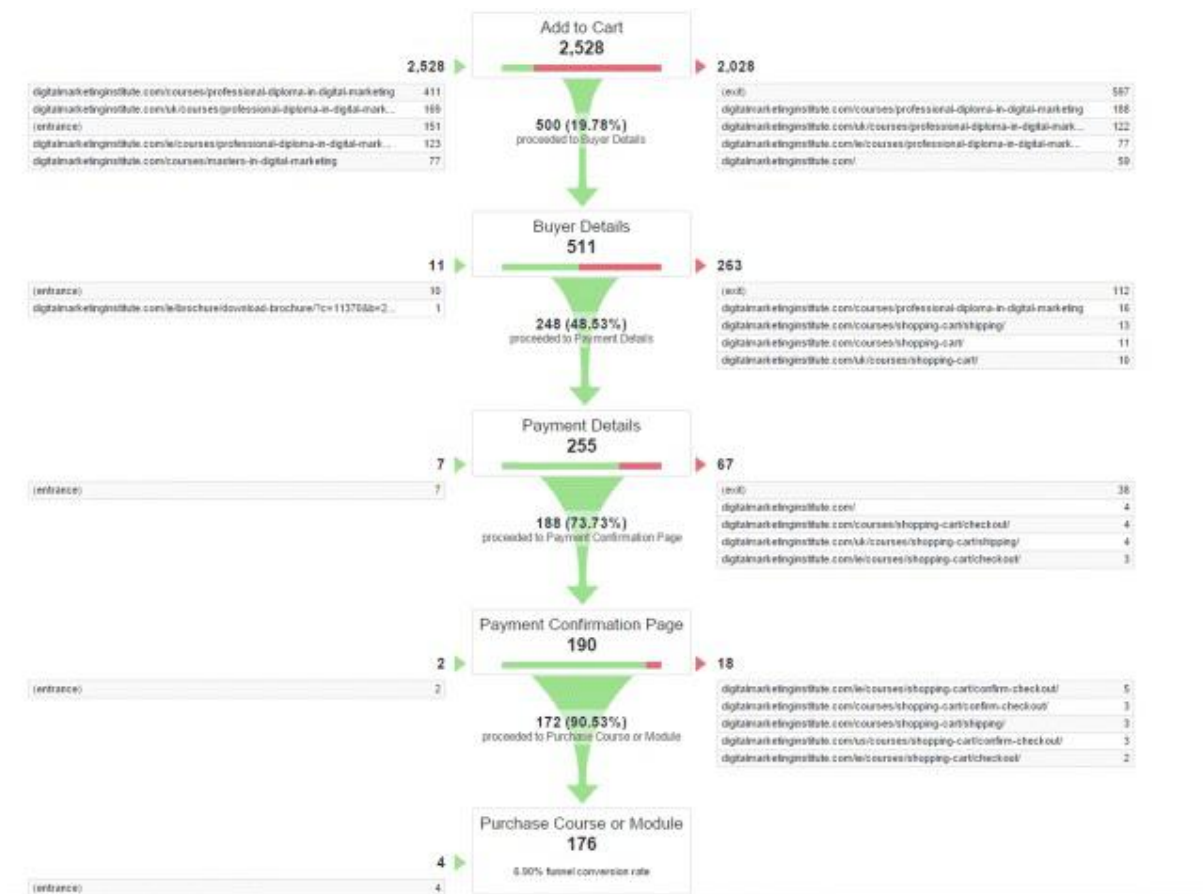 Add to Cart
2,528
2,528
2,028
digitalmarketinginstitute.com/courses/professional-diploma-in-digital-marketing 411
digitalmarketinginstitute.com/uk/courses/professional-diploma-in-digital-mark...
(entrance) 151
digitalmarketinginstitute.com/ie/courses/professional-diploma-in-digital-mark... 123
digitalmarketinginstitute.com/courses/masters-in-digital-marketing 77
(exit) 597
digitalmarketinginstitute.com/courses/professional-diploma-in-digital-marketing 188
digitalmarketinginstitute.com/uk/courses/professional-diploma-in-digital-mark... 122
digitalmarketinginstitute.com/ie/courses/professional-diploma-in-digital-mark... 77
digitalmarketinginstitute.com/ 59
500 (19.78%)
proceeded to Buyer Details
Buyer Details
511
11
263
(entrance) 10
digitalmarketinginstitute.com/ie/brochure/download-brochure/?c=11370&b=2... 1
(exit) 112
digitalmarketinginstitute.com/courses/professional-diploma-in-digital-marketing 16
digitalmarketinginstitute.com/courses/shopping-cart/shipping/ 13
digitalmarketinginstitute.com/courses/shopping-cart/ 11
digitalmarketinginstitute.com/uk/courses/shopping-cart/ 10
248 (48.53%)
proceeded to Payment Details
Payment Details
255
7
67
(entrance) 7
(exit) 38
digitalmarketinginstitute.com/ 4
digitalmarketinginstitute.com/courses/shopping-cart/checkout/ 4
digitalmarketinginstitute.com/uk/courses/shopping-cart/shipping/ 4
digitalmarketinginstitute.com/ie/courses/shopping-cart/checkout/ 3
188 (73.73%)
proceeded to Payment Confirmation Page
Payment Confirmation Page
190
2
18
(entrance) 2
digitalmarketinginstitute.com/ie/courses/shopping-cart/confirm-checkout/ 5
digitalmarketinginstitute.com/courses/shopping-cart/confirm-checkout/ 3
digitalmarketinginstitute.com/courses/shopping-cart/shipping/ 3
digitalmarketinginstitute.com/us/courses/shopping-cart/confirm-checkout/ 3
digitalmarketinginstitute.com/ie/courses/shopping-cart/checkout/ 2
172 (90.53%)
proceeded to Purchase Course or Module
Purchase Course or Module
176
4
6.90% funnel conversion rate
(entrance) 4